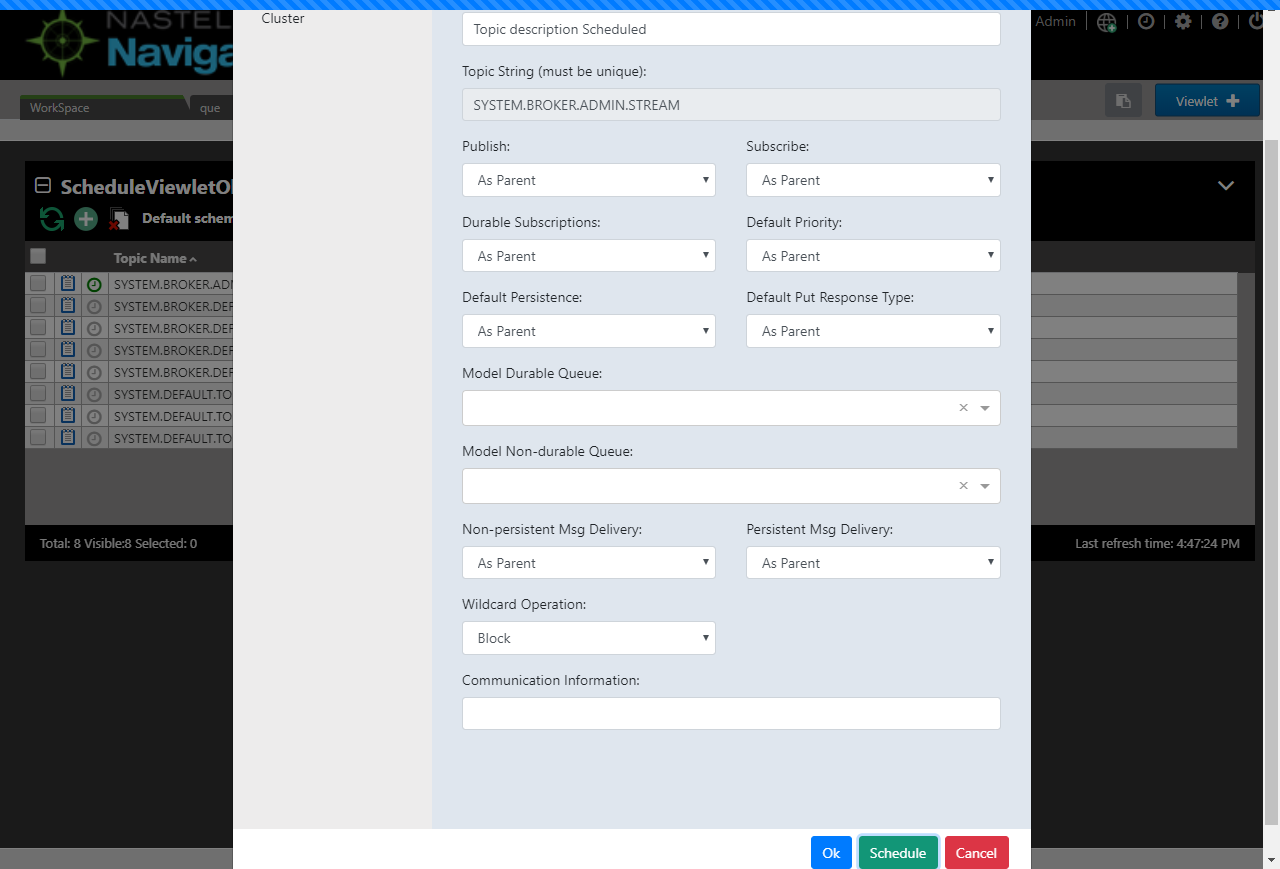 Cluster
NASTEL
Naviga
Admin
WorkSpace
que
Viewlet
Topic description Scheduled
Topic String (must be unique):
SYSTEM.BROKER.ADMIN.STREAM
Publish:
Subscribe:
As Parent
As Parent
Durable Subscriptions:
Default Priority:
As Parent
As Parent
Default Persistence:
Default Put Response Type:
As Parent
As Parent
Model Durable Queue:
Model Non-durable Queue:
Non-persistent Msg Delivery:
Persistent Msg Delivery:
As Parent
As Parent
Wildcard Operation:
Block
Communication Information:
Ok
Schedule
Cancel
ScheduleViewletO
Default schem
Topic Name
SYSTEM.BROKER.ADM
SYSTEM.BROKER.DEF
SYSTEM.BROKER.DEF
SYSTEM.BROKER.DEF
SYSTEM.BROKER.DEF
SYSTEM.DEFAULT.TO
SYSTEM.DEFAULT.TO
SYSTEM.DEFAULT.TO
Total: 8 Visible:8 Selected: 0
Last refresh time: 4:47:24 PM